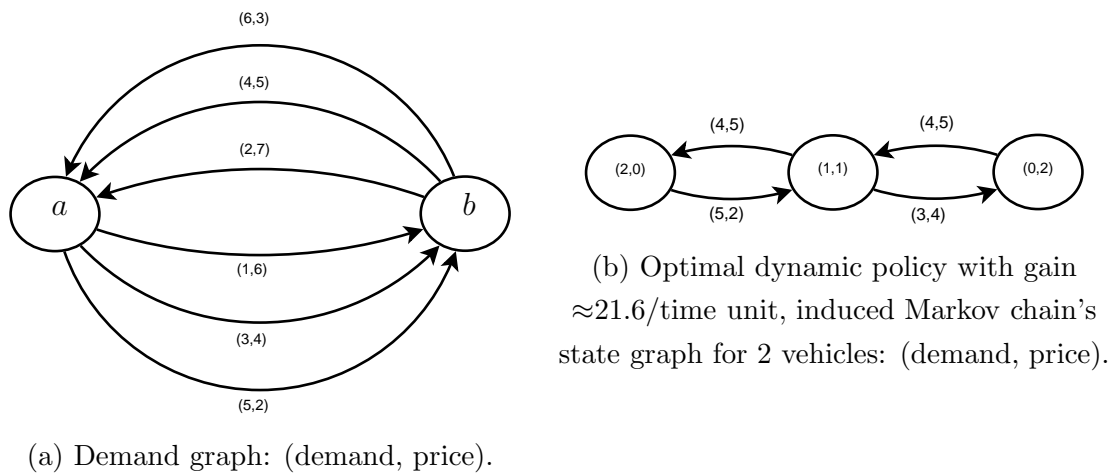 (6,3)
(4,5)
(2,7)
a
b
(1,6)
(3,4)
(5,2)
(a) Demand graph: (demand, price).
(4,5)
(4,5)
(2,0)
(1,1)
(0,2)
(5,2)
(3,4)
(b) Optimal dynamic policy with gain
≈21.6/time unit, induced Markov chain's
state graph for 2 vehicles: (demand, price).